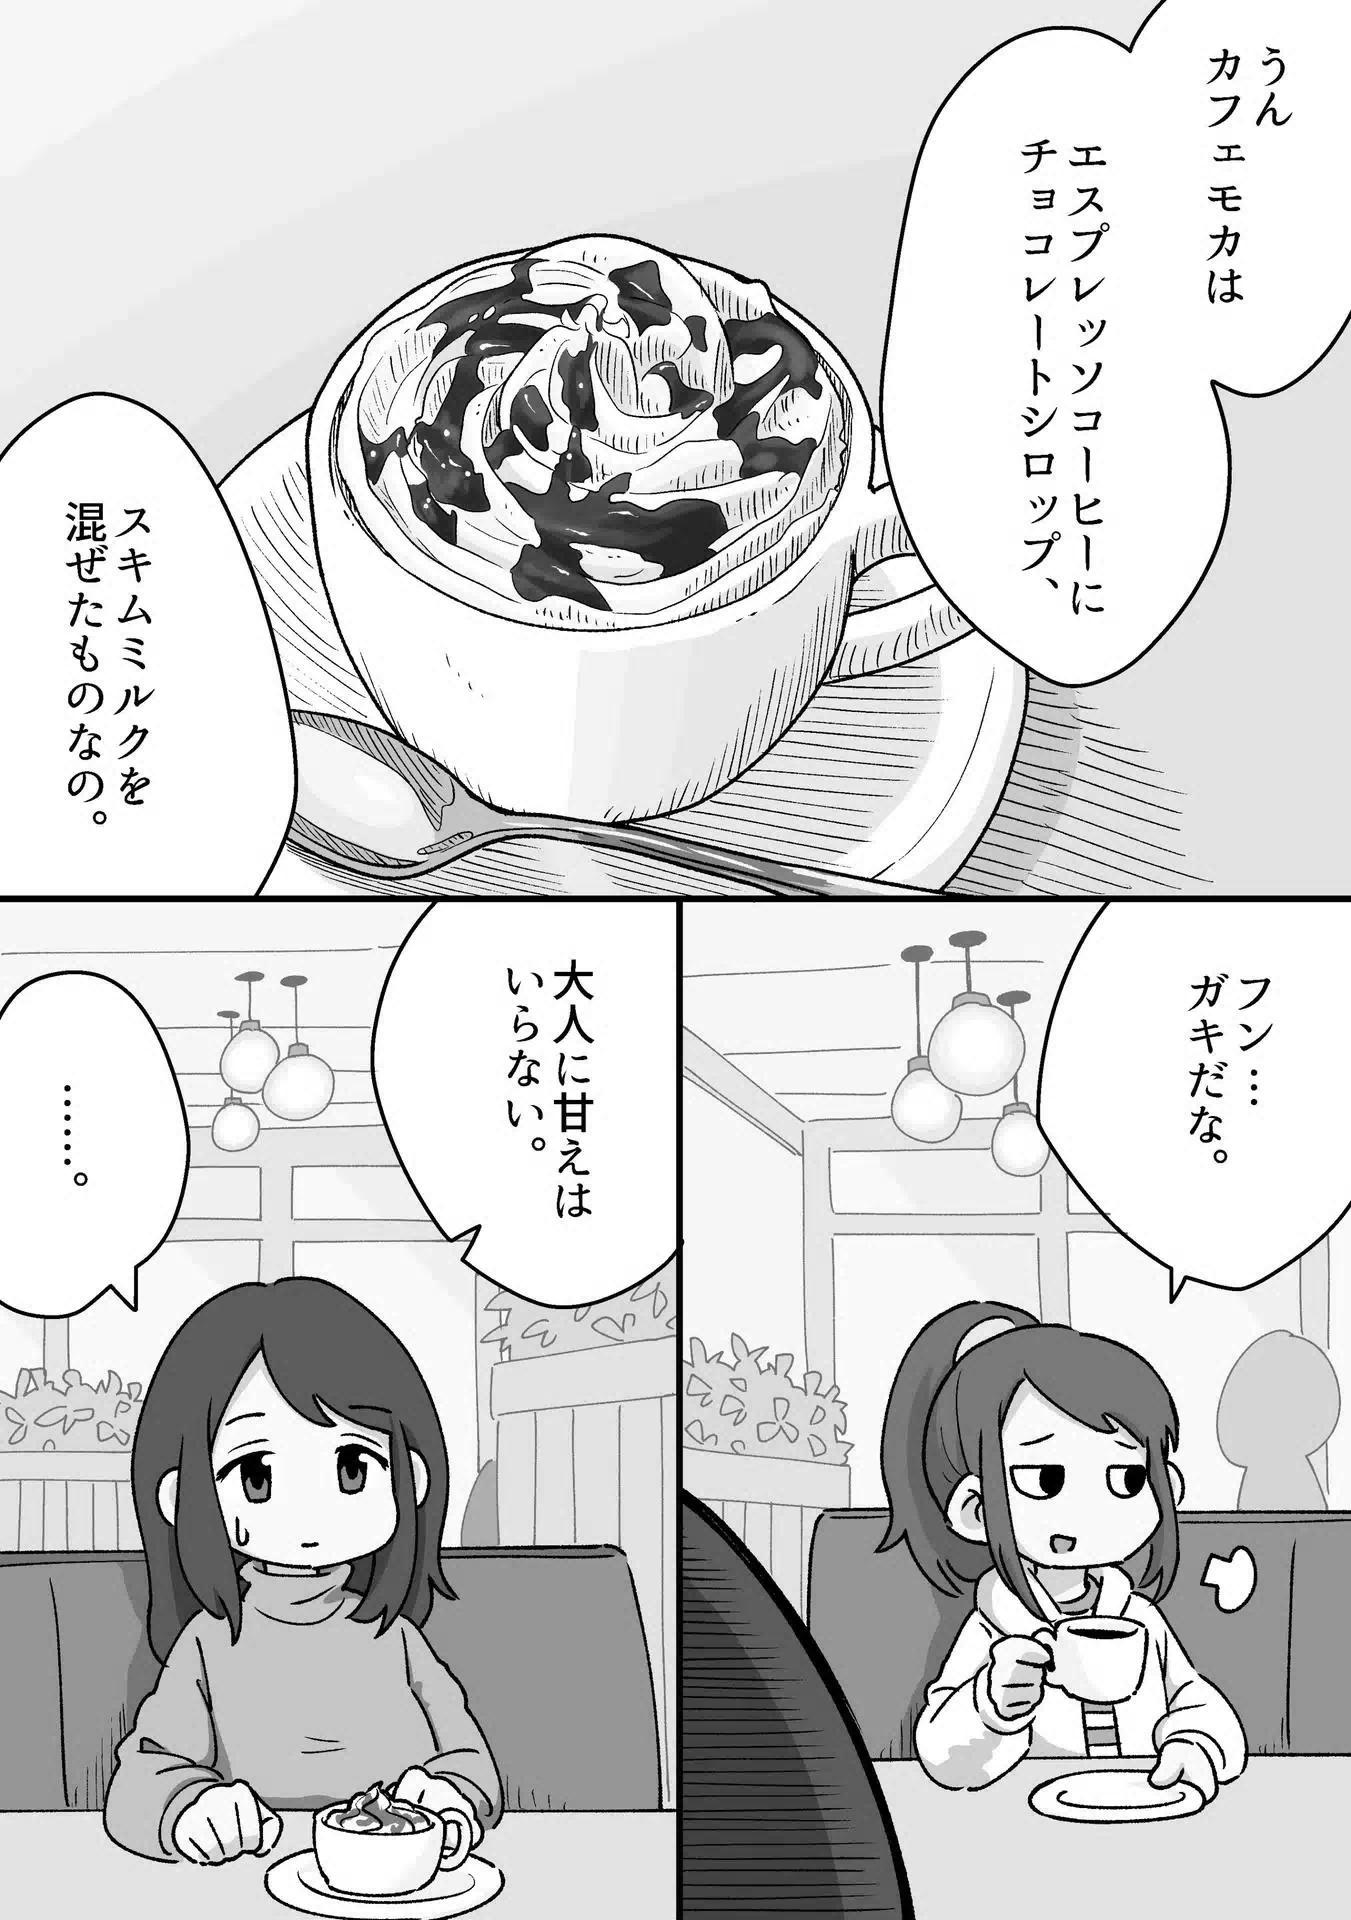 うん
カフェモカは
エスプレッソコーヒーに
チョコレートシロップ、
スキムミルクを
混ぜたものなの。
フン…
ガキだな。
大人に甘えは
いらない。
……。